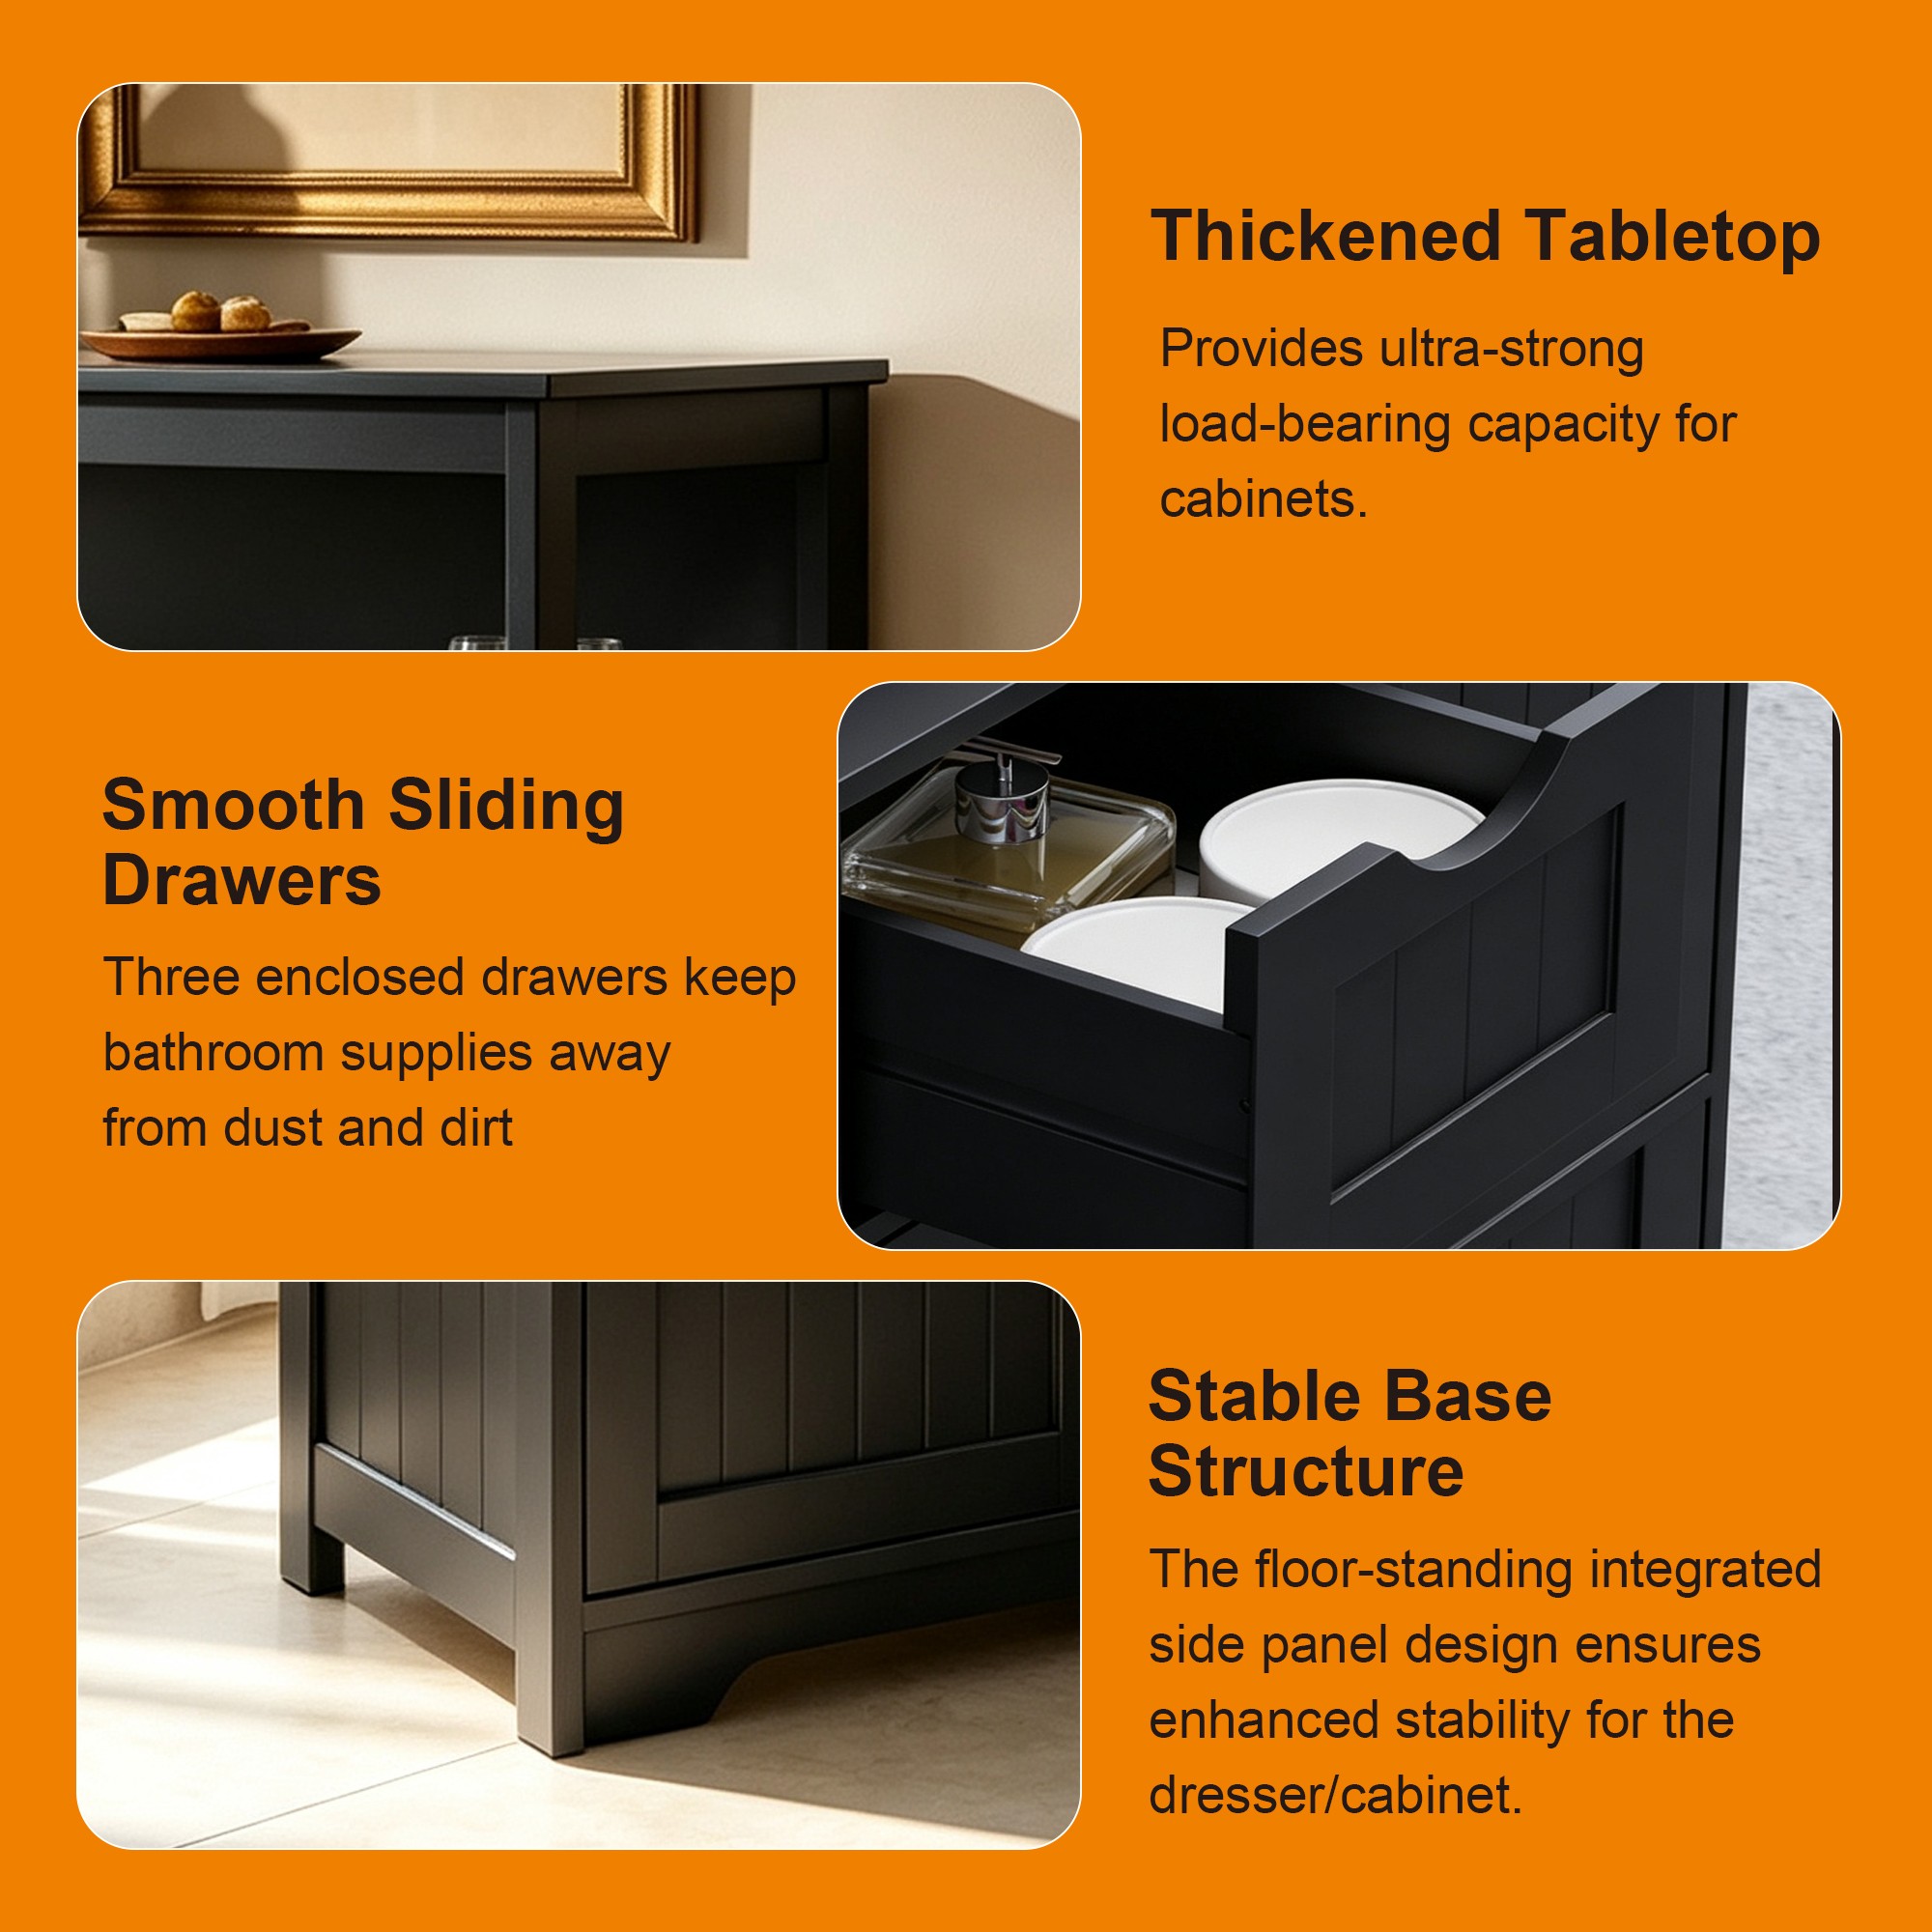 Thickened Tabletop
Provides ultra-strong
load-bearing capacity for
cabinets.
Smooth Sliding
Drawers
Three enclosed drawers keep
bathroom supplies away
from dust and dirt
Stable Base
Structure
The floor-standing integrated
side panel design ensures
enhanced stability for the
dresser/cabinet.